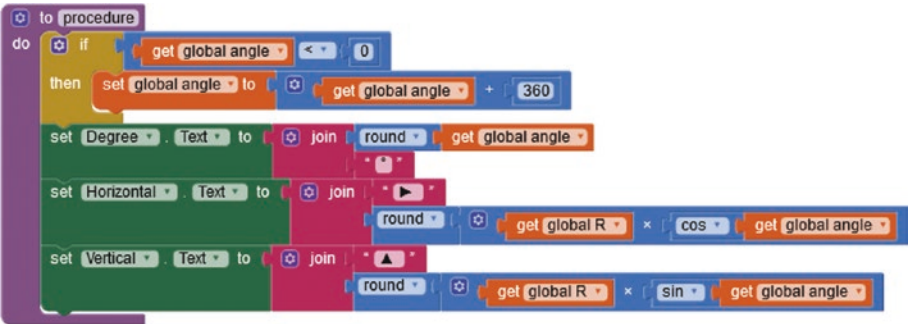 to procedure
do if get global angle < 0
then set global angle to get global angle + 360
set Degree . Text to join round get global angle
" ° "
set Horizontal . Text to join " ► "
round get global R × cos get global angle
set Vertical . Text to join " ▲ "
round get global R × sin get global angle